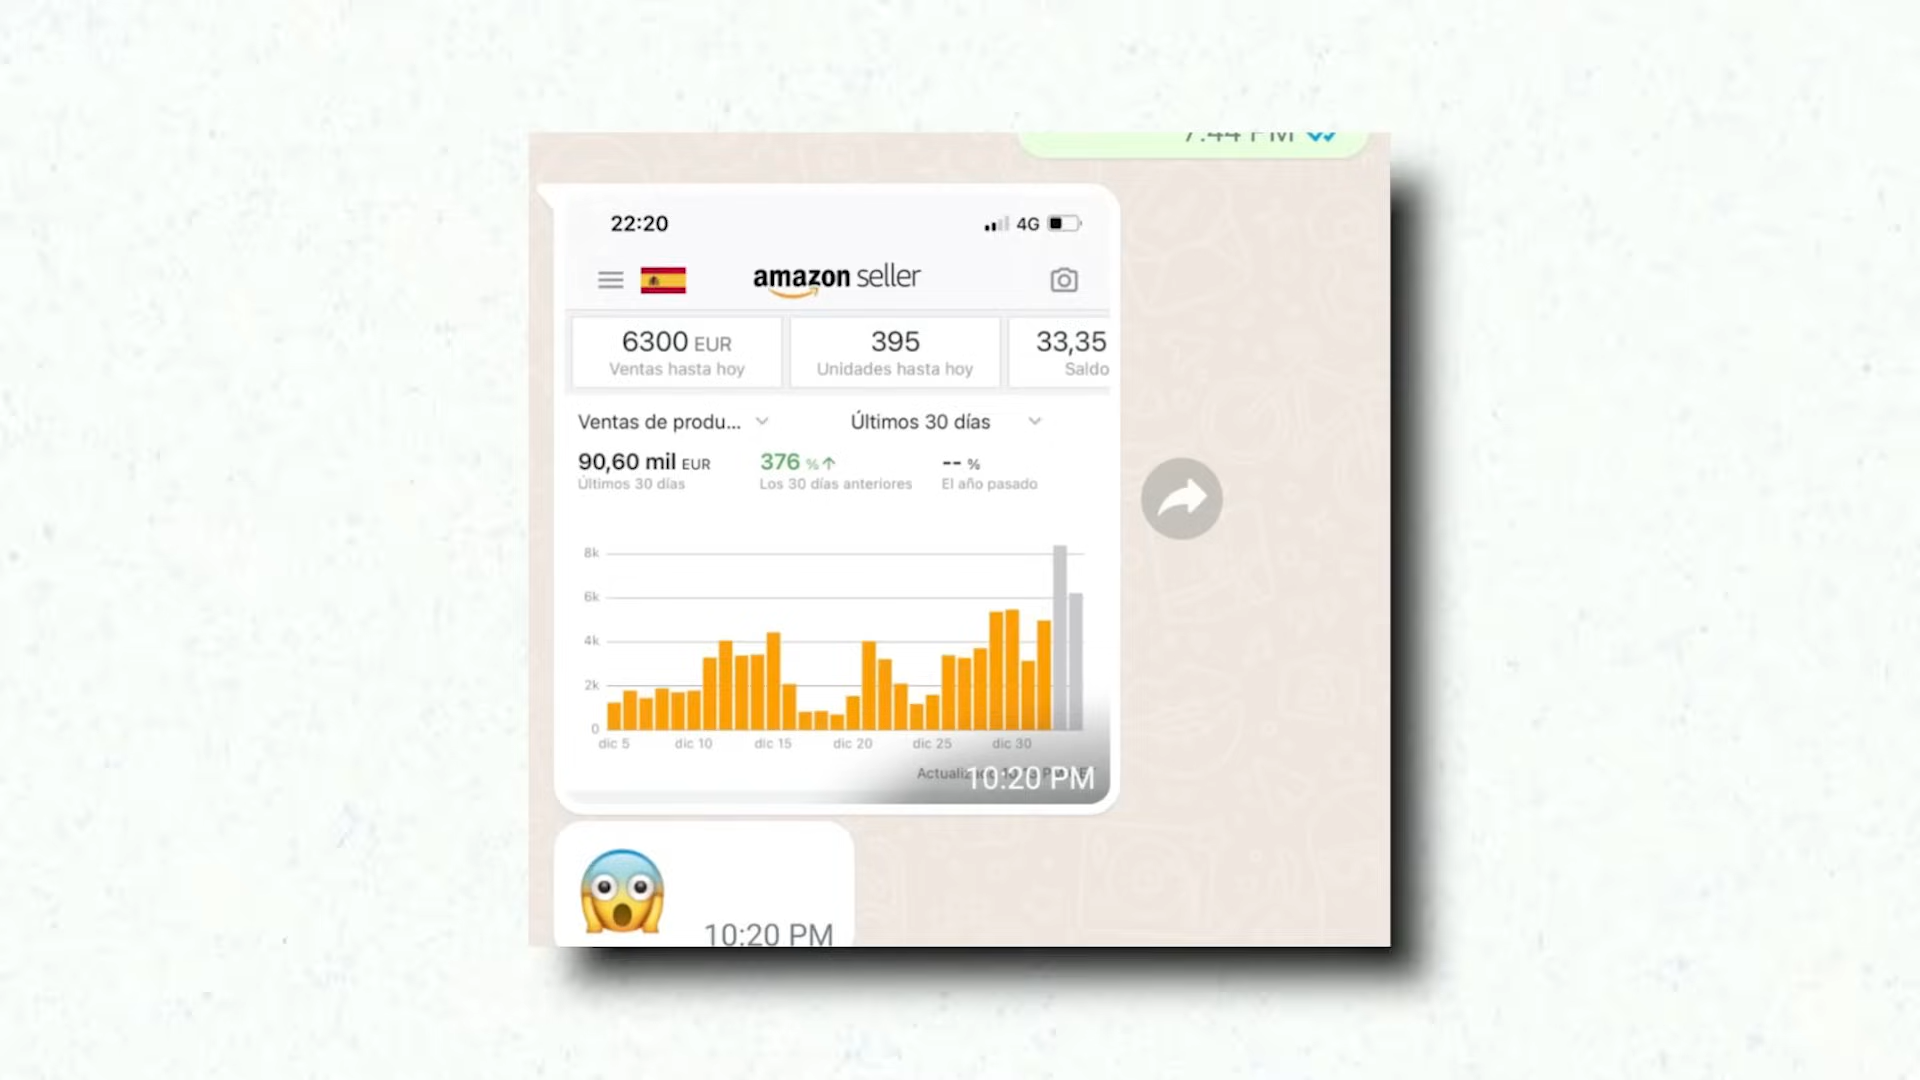 7:44 PM
22:20
4G
amazon seller
6300 EUR
395
33,35
Ventas hasta hoy
Unidades hasta hoy
Saldo
Ventas de produ...
Últimos 30 días
90,60 mil EUR
376 %↑
-- %
Últimos 30 días
Los 30 días anteriores
El año pasado
8k
6k
4k
2k
0
dic 5
dic 10
dic 15
dic 20
dic 25
dic 30
10:20 PM
10:20 PM